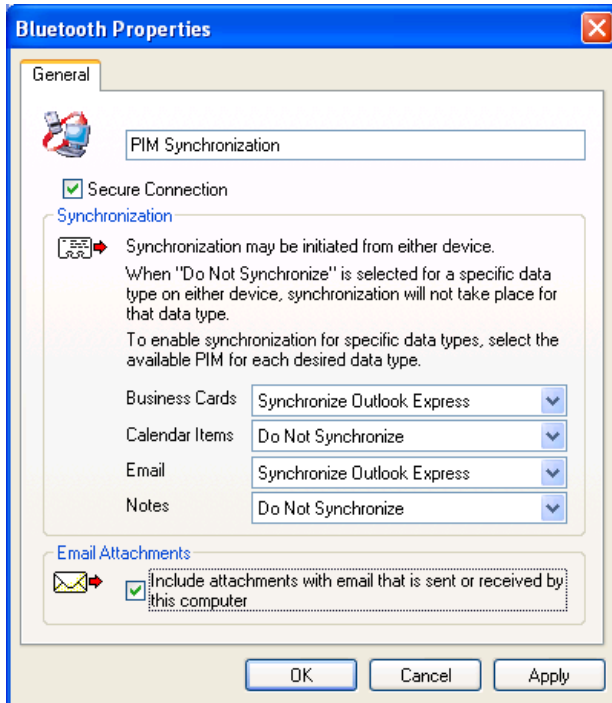 Bluetooth Properties
General
PIM Synchronization
Secure Connection
Synchronization
Synchronization may be initiated from either device.
When "Do Not Synchronize" is selected for a specific data
type on either device, synchronization will not take place for
that data type.
To enable synchronization for specific data types, select the
available PIM for each desired data type.
Business Cards Synchronize Outlook Express
Calendar Items Do Not Synchronize
Email Synchronize Outlook Express
Notes Do Not Synchronize
Email Attachments
Include attachments with email that is sent or received by
this computer
OK Cancel Apply